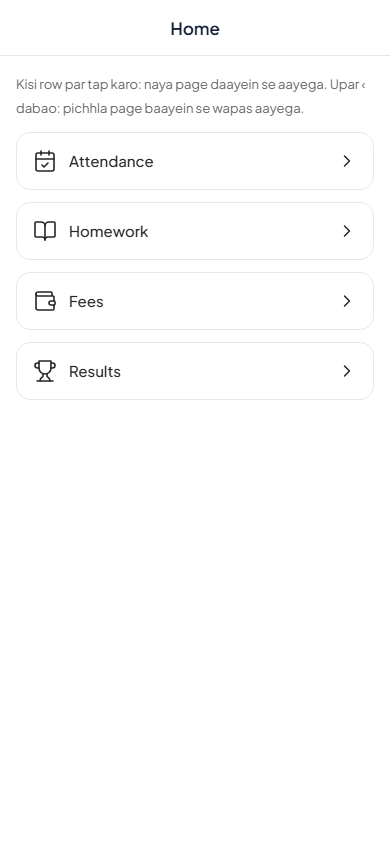 Home
Kisi row par tap karo: naya page daayein se aayega. Upar ‹
dabao: pichhla page baayein se wapas aayega.
Attendance
Homework
Fees
Results